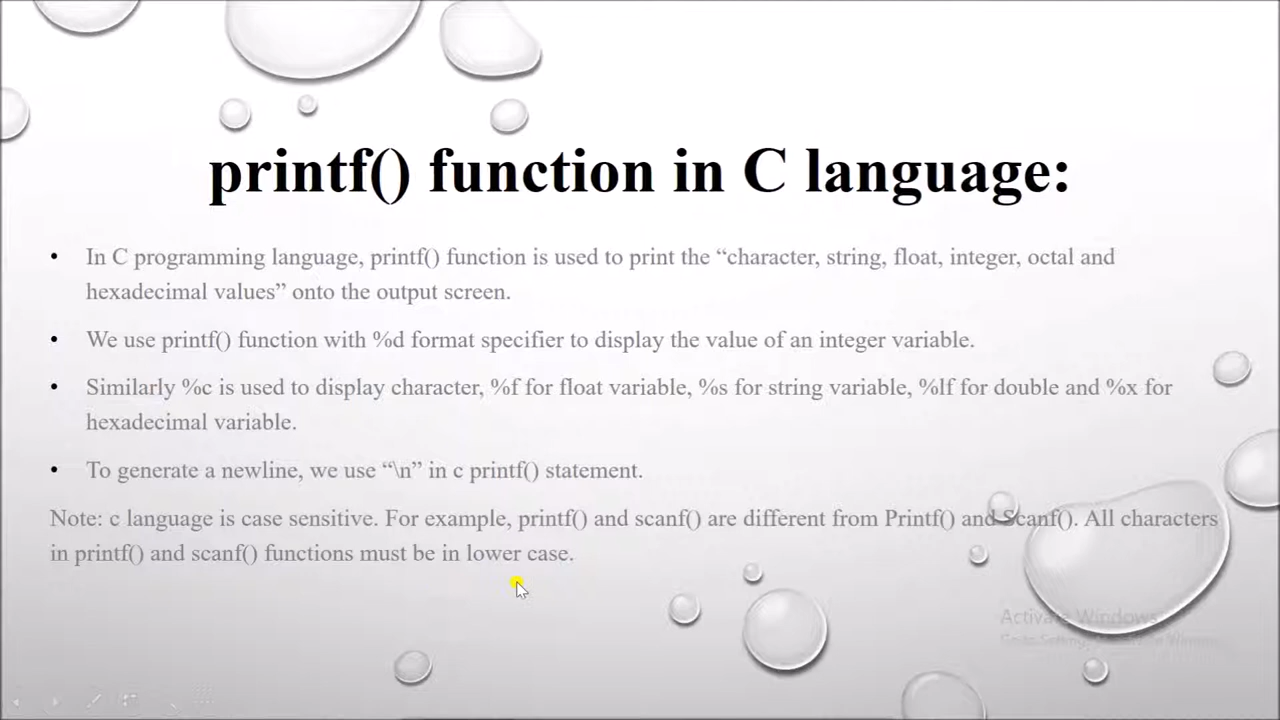 printf() function in C language:
• In C programming language, printf() function is used to print the “character, string, float, integer, octal and
hexadecimal values” onto the output screen.
• We use printf() function with %d format specifier to display the value of an integer variable.
• Similarly %c is used to display character, %f for float variable, %s for string variable, %lf for double and %x for
hexadecimal variable.
• To generate a newline, we use “\n” in c printf() statement.
Note: c language is case sensitive. For example, printf() and scanf() are different from Printf() and Scanf(). All characters
in printf() and scanf() functions must be in lower case.
Activate Windows